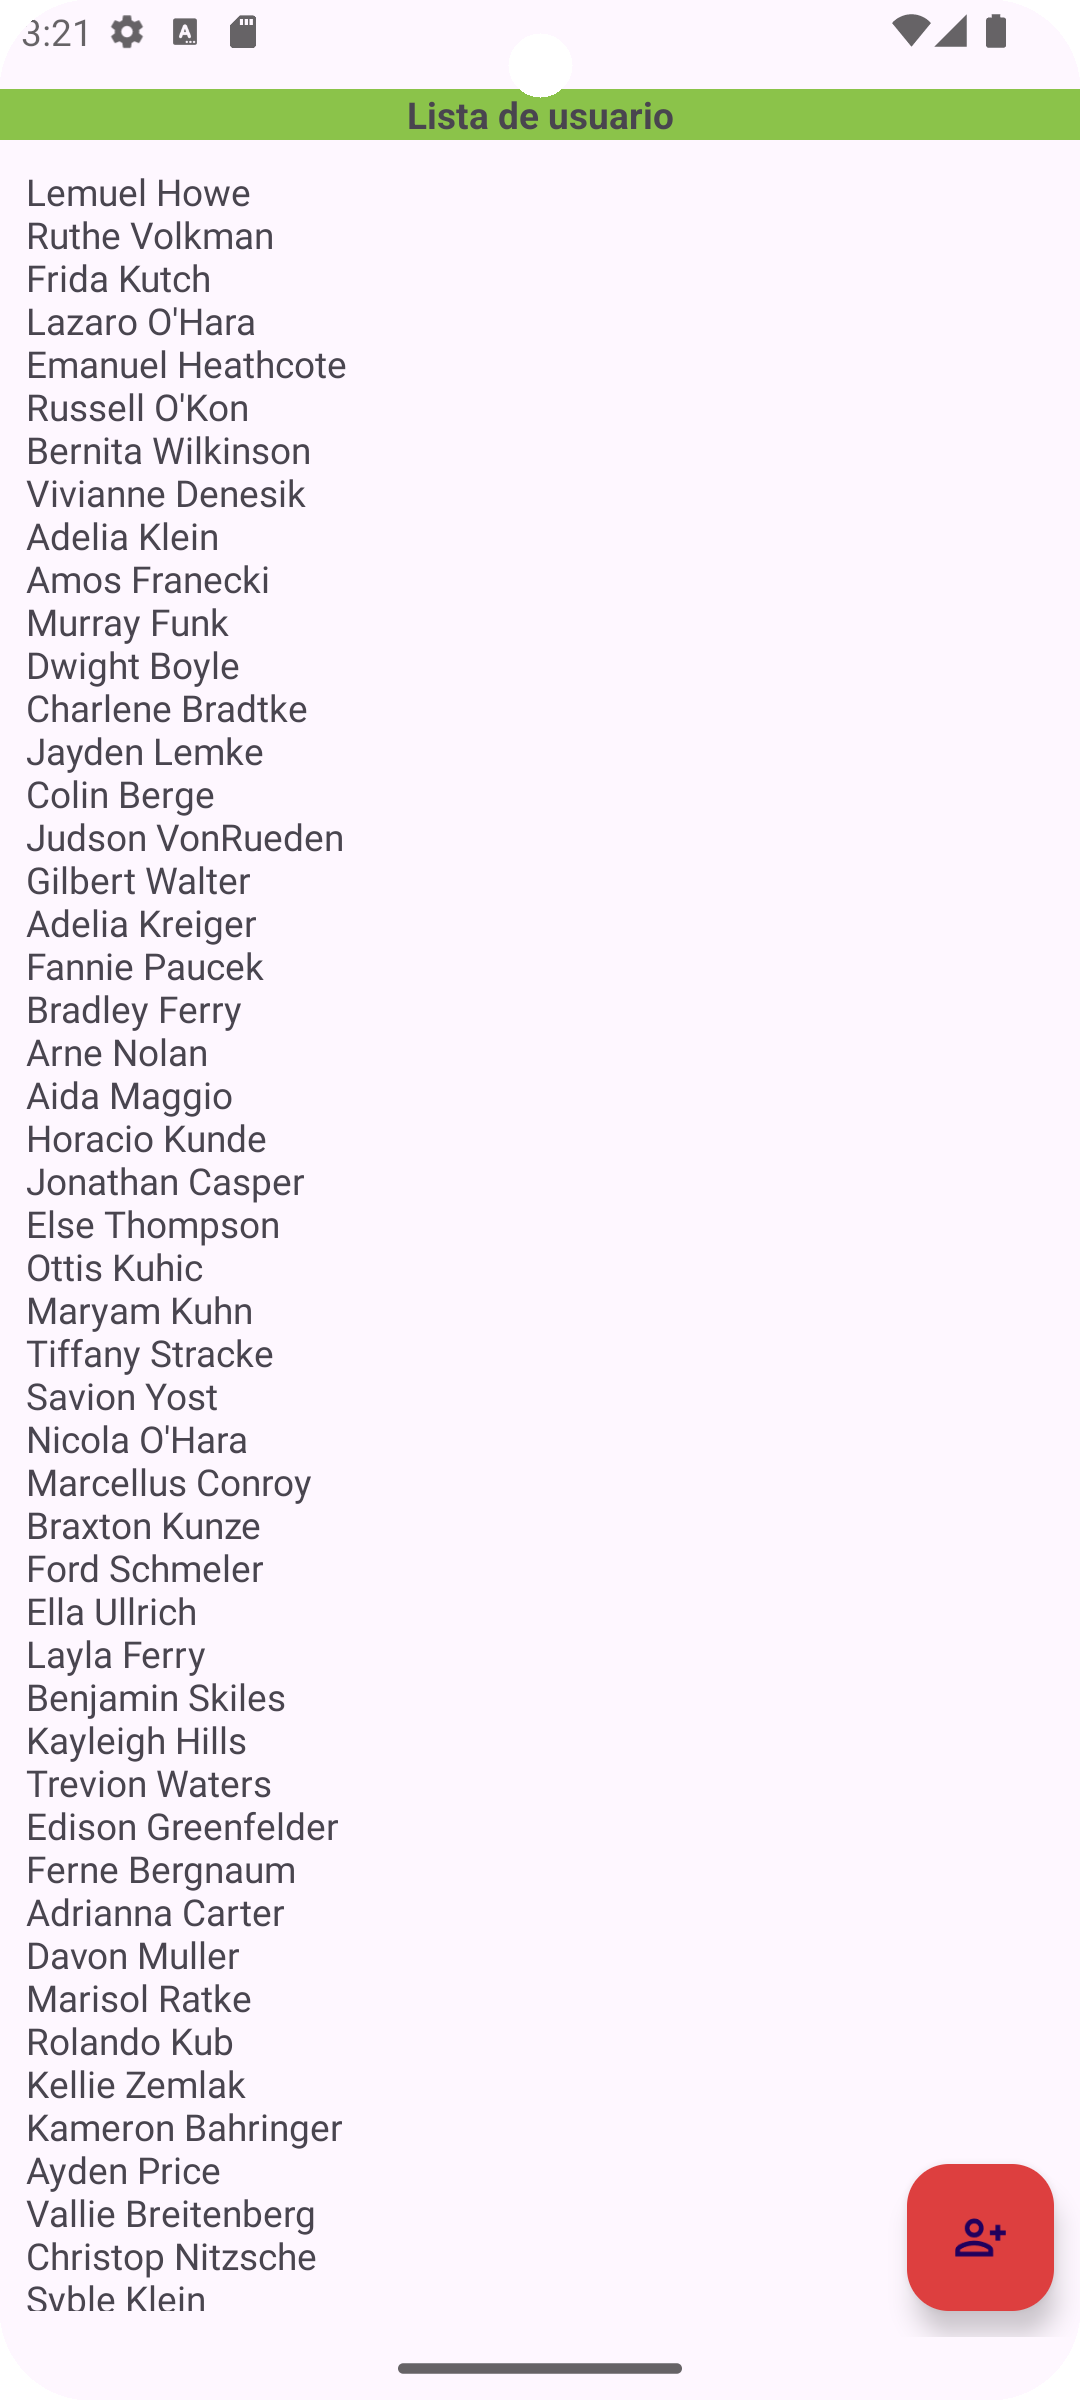 3:21
Lista de usuario
Lemuel Howe
Ruthe Volkman
Frida Kutch
Lazaro O'Hara
Emanuel Heathcote
Russell O'Kon
Bernita Wilkinson
Vivianne Denesik
Adelia Klein
Amos Franecki
Murray Funk
Dwight Boyle
Charlene Bradtke
Jayden Lemke
Colin Berge
Judson VonRueden
Gilbert Walter
Adelia Kreiger
Fannie Paucek
Bradley Ferry
Arne Nolan
Aida Maggio
Horacio Kunde
Jonathan Casper
Else Thompson
Ottis Kuhic
Maryam Kuhn
Tiffany Stracke
Savion Yost
Nicola O'Hara
Marcellus Conroy
Braxton Kunze
Ford Schmeler
Ella Ullrich
Layla Ferry
Benjamin Skiles
Kayleigh Hills
Trevion Waters
Edison Greenfelder
Ferne Bergnaum
Adrianna Carter
Davon Muller
Marisol Ratke
Rolando Kub
Kellie Zemlak
Kameron Bahringer
Ayden Price
Vallie Breitenberg
Christop Nitzsche
Syble Klein